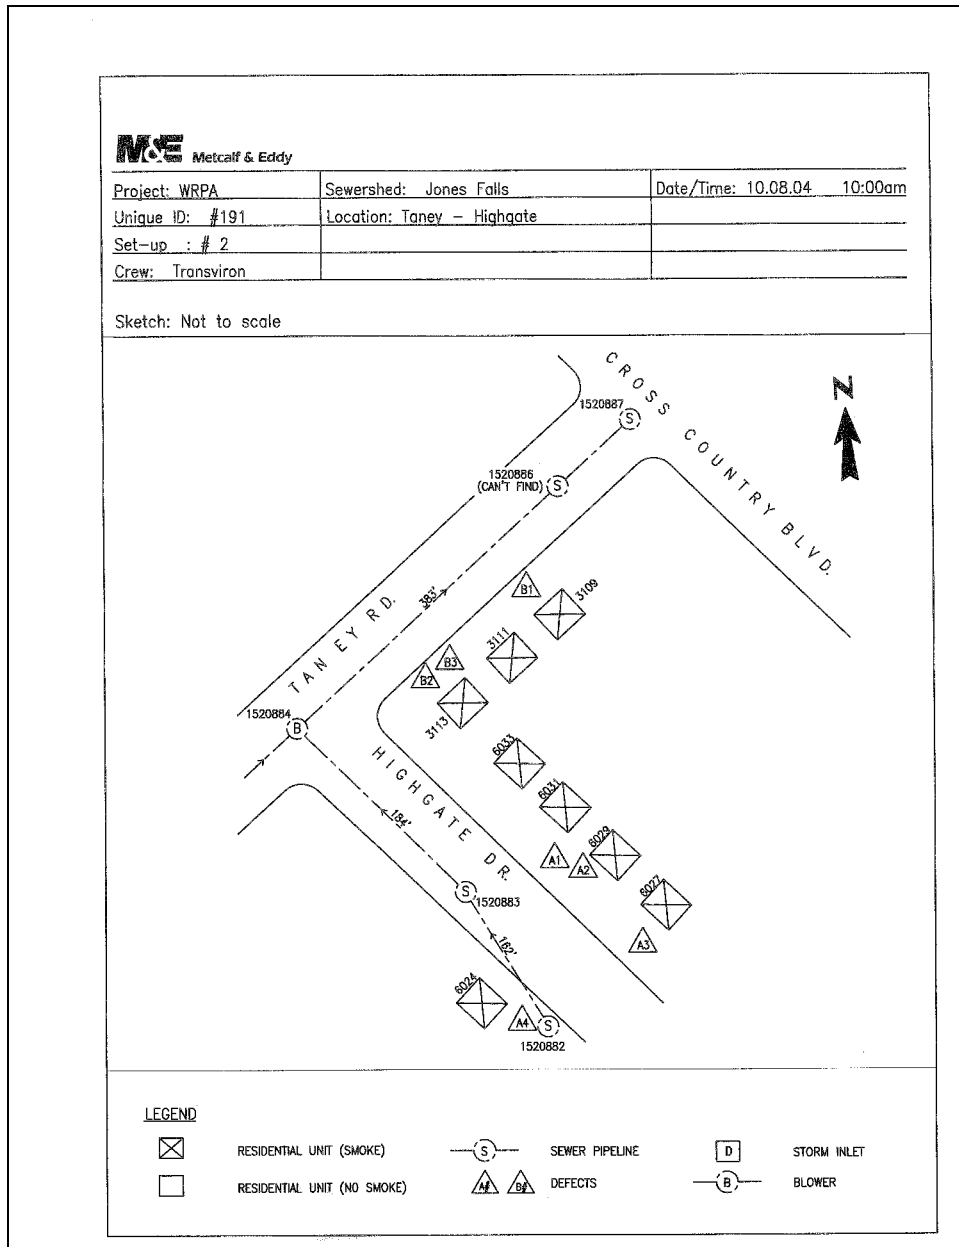 M&E Metcalf & Eddy
Project: WRPA Sewershed: Jones Falls Date/Time: 10.08.04 10:00am
Unique ID: #191 Location: Taney - Highgate
Set-up : # 2
Crew: Transviron
Sketch: Not to scale
CROSS COUNTRY BLVD.
N
1520887
S
1520886
(CAN'T FIND)
S
TANEY RD.
383'
B1
3109
3111
B3
B2
3113
1520884
B
HIGHGATE DR.
6033
6031
184'
A1
A2
6029
6027
S
1520883
A3
162'
6024
A4
S
1520882
LEGEND
RESIDENTIAL UNIT (SMOKE) S SEWER PIPELINE D STORM INLET
RESIDENTIAL UNIT (NO SMOKE) A# B# DEFECTS B BLOWER